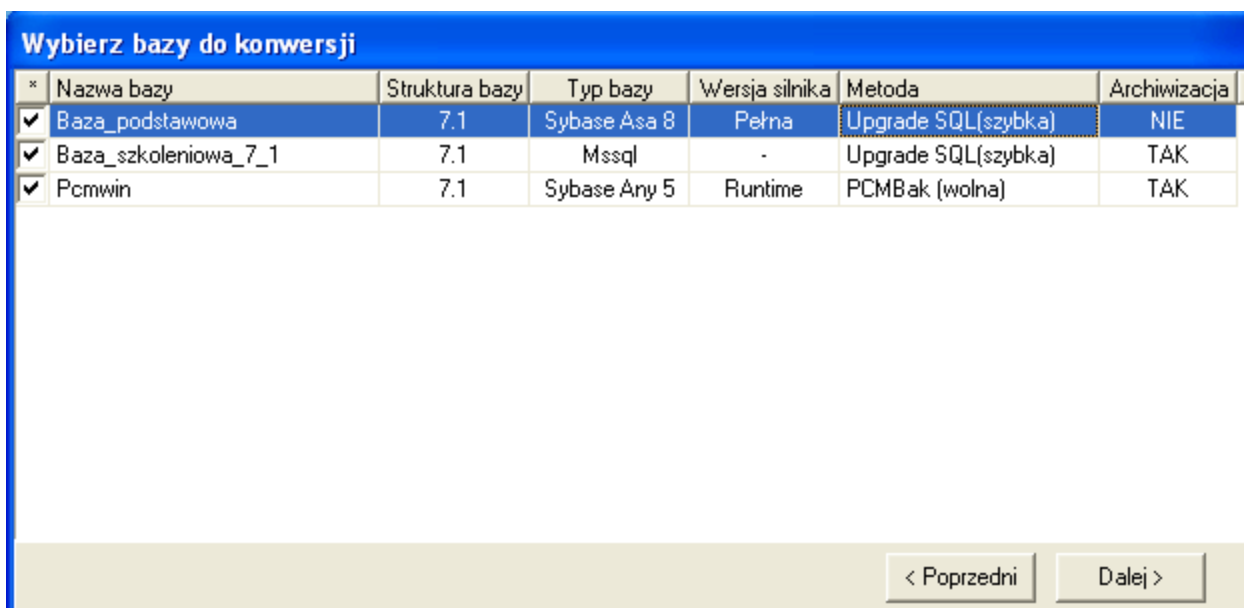 Wybierz bazy do konwersji
* Nazwa bazy Struktura bazy Typ bazy Wersja silnika Metoda Archiwizacja
Baza_podstawowa 7.1 Sybase Asa 8 Pełna Upgrade SQL(szybka) NIE
Baza_szkoleniowa_7_1 7.1 Mssql - Upgrade SQL(szybka) TAK
Pcmwin 7.1 Sybase Any 5 Runtime PCMBak (wolna) TAK
< Poprzedni Dalej >